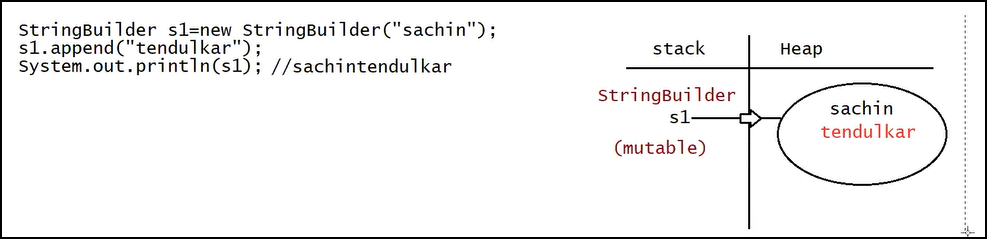 StringBuilder s1=new StringBuilder("sachin");
s1.append("tendulkar");
System.out.println(s1); //sachintendulkar
stack Heap
StringBuilder
s1
(mutable)
sachin
tendulkar